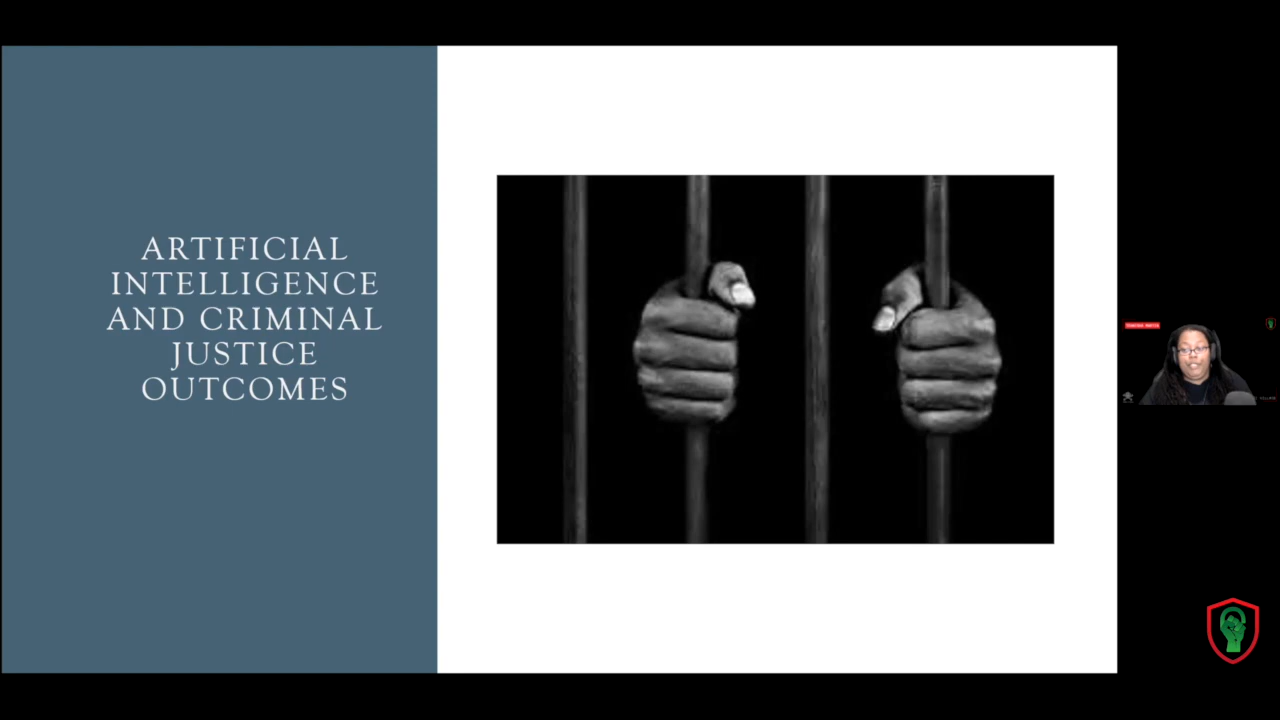 ARTIFICIAL
INTELLIGENCE
AND CRIMINAL
JUSTICE
OUTCOMES